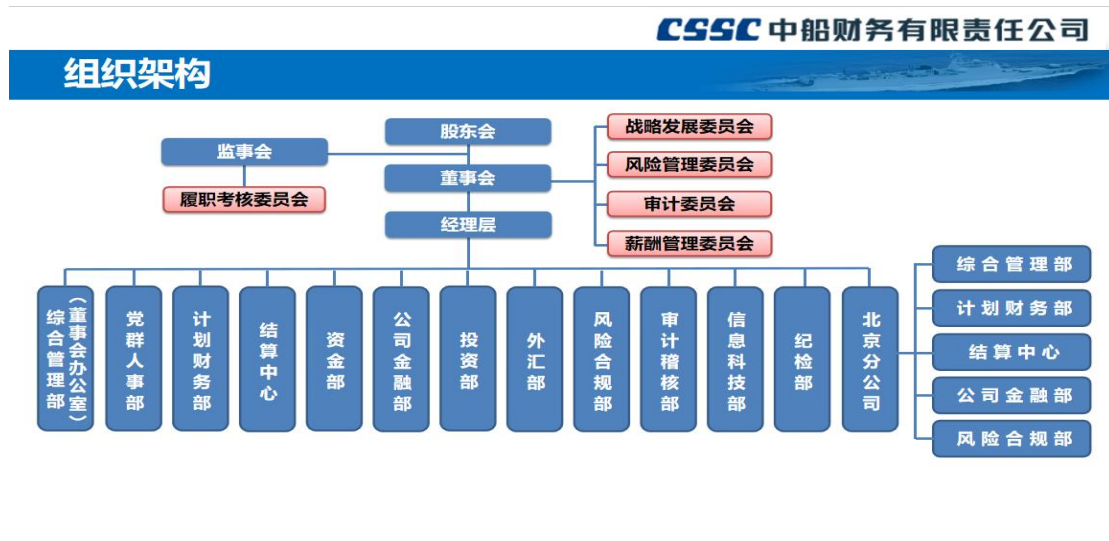 CSSC 中船财务有限责任公司
组织架构
股东会
监事会
董事会
履职考核委员会
经理层
战略发展委员会
风险管理委员会
审计委员会
薪酬管理委员会
综合管理部
（董事会办公室）
党群人事部
计划财务部
结算中心
资金部
公司金融部
投资部
外汇部
风险合规部
审计稽核部
信息科技部
纪检部
北京分公司
综合管理部
计划财务部
结算中心
公司金融部
风险合规部